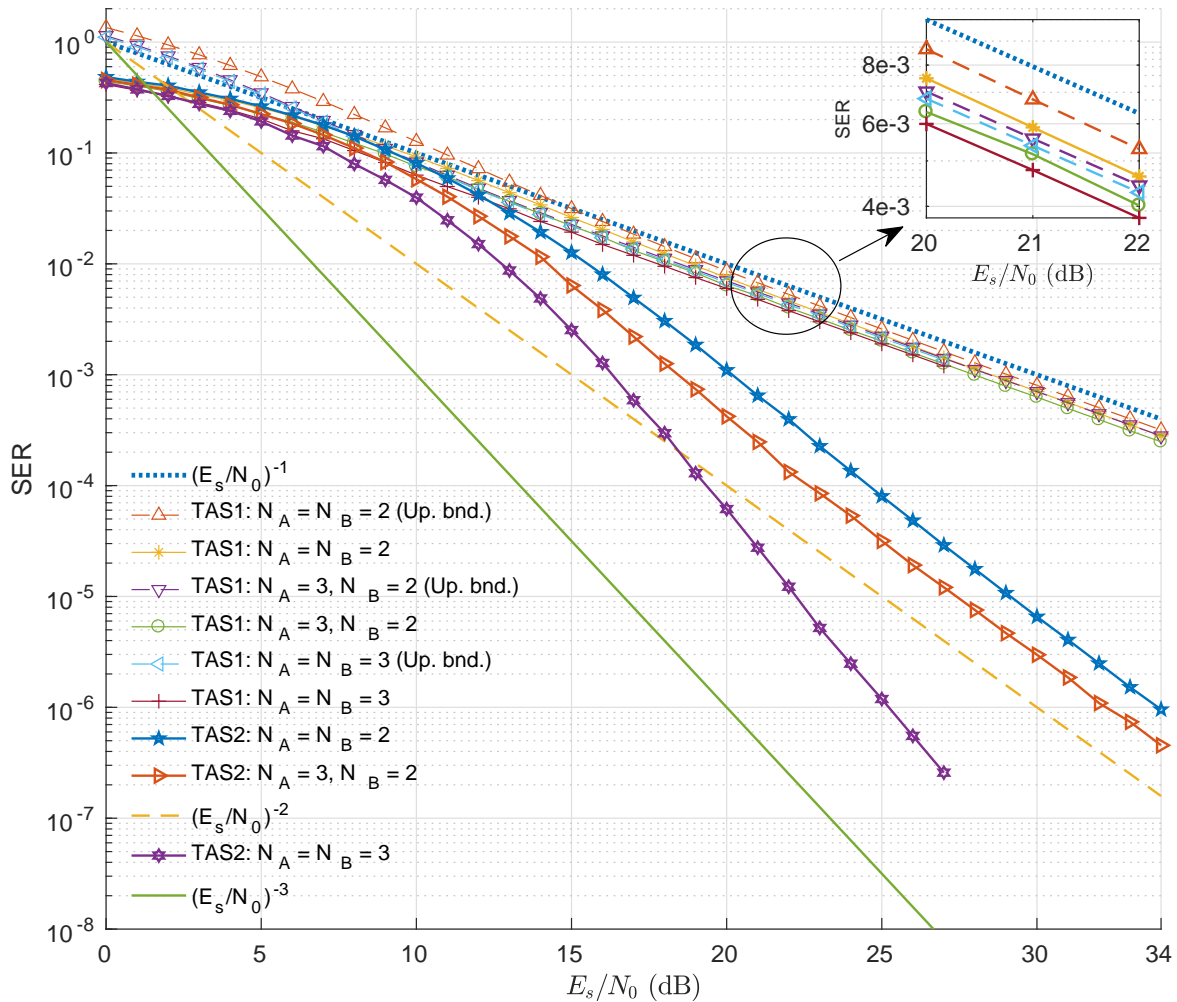 10^0
10^-1
10^-2
10^-3
10^-4
10^-5
10^-6
10^-7
10^-8
SER
0 5 10 15 20 25 30 34
E_s/N_0 (dB)
(E_s/N_0)^-1
TAS1: N_A = N_B = 2 (Up. bnd.)
TAS1: N_A = N_B = 2
TAS1: N_A = 3, N_B = 2 (Up. bnd.)
TAS1: N_A = 3, N_B = 2
TAS1: N_A = N_B = 3 (Up. bnd.)
TAS1: N_A = N_B = 3
TAS2: N_A = N_B = 2
TAS2: N_A = 3, N_B = 2
(E_s/N_0)^-2
TAS2: N_A = N_B = 3
(E_s/N_0)^-3
8e-3
6e-3
4e-3
SER
20 21 22
E_s/N_0 (dB)